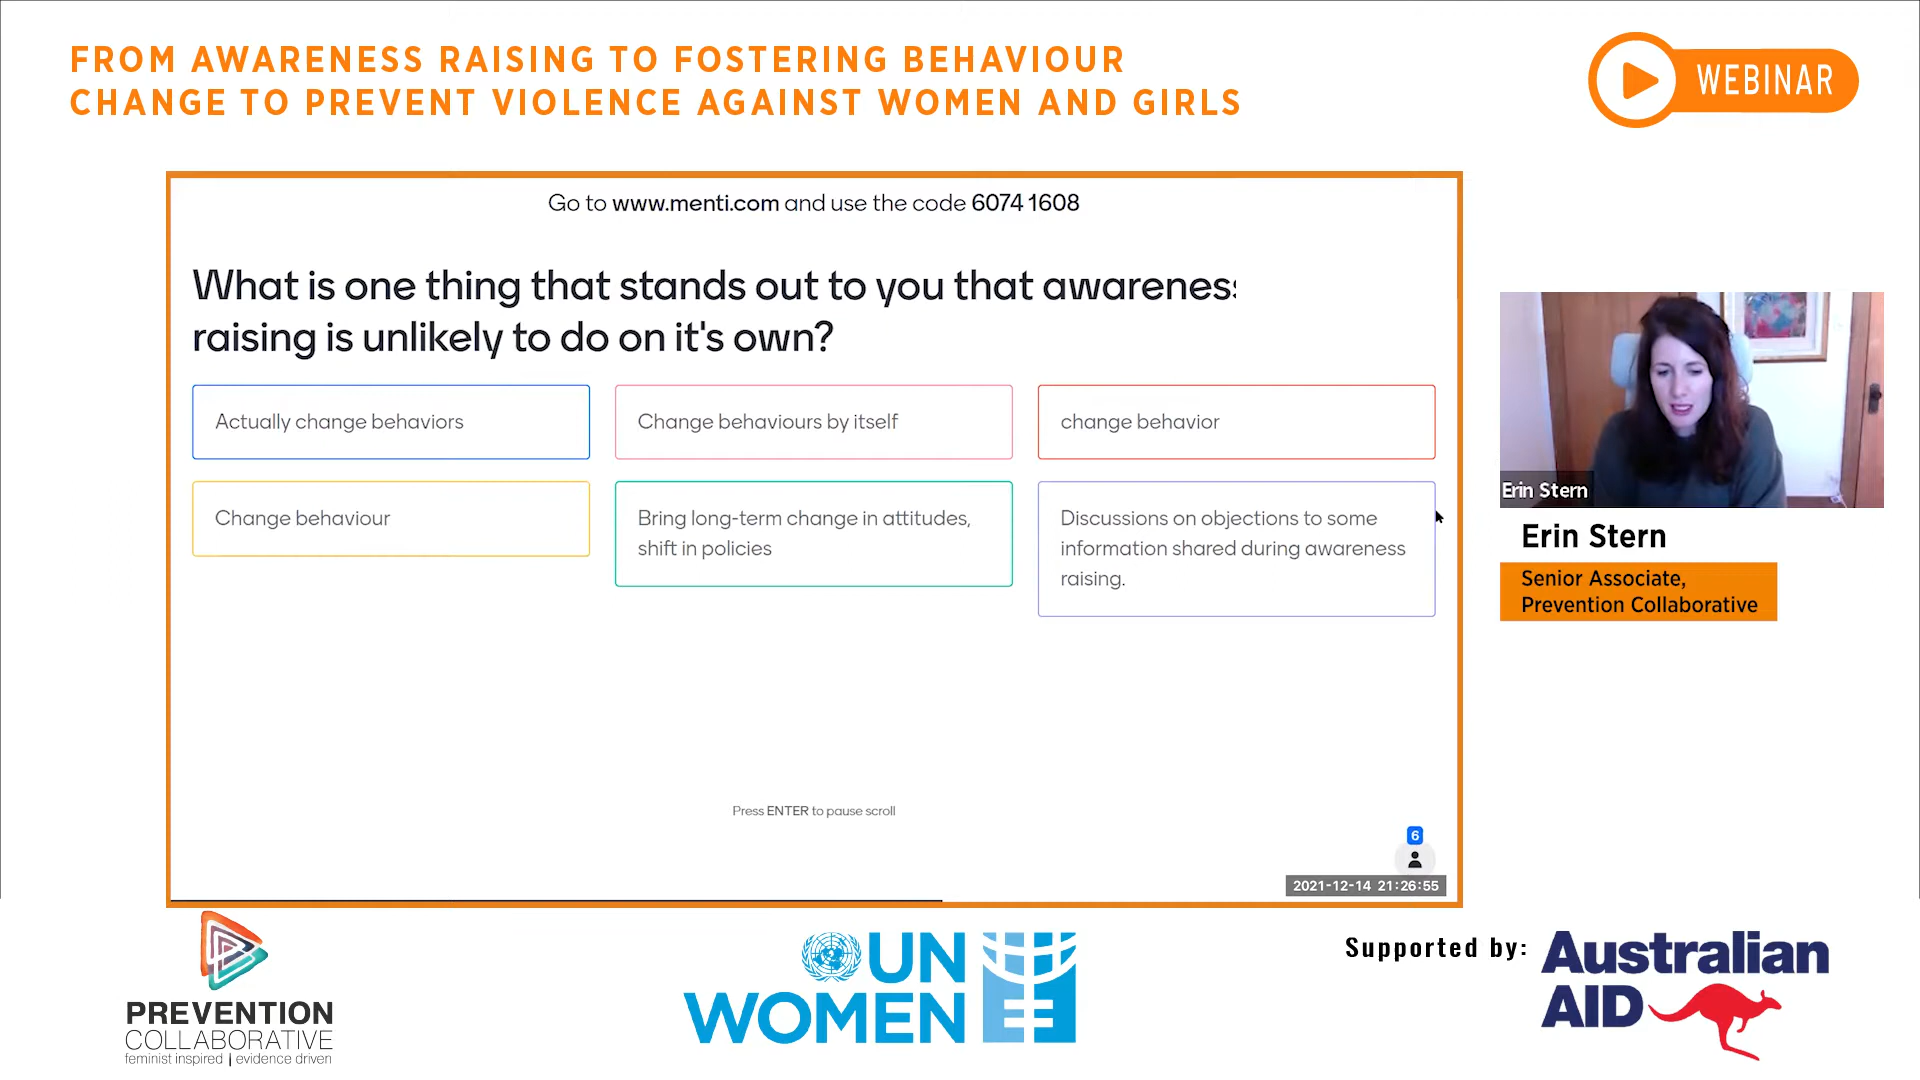 FROM AWARENESS RAISING TO FOSTERING BEHAVIOUR
CHANGE TO PREVENT VIOLENCE AGAINST WOMEN AND GIRLS
WEBINAR
Go to www.menti.com and use the code 6074 1608
What is one thing that stands out to you that awareness
raising is unlikely to do on it's own?
Actually change behaviors
Change behaviours by itself
change behavior
Change behaviour
Bring long-term change in attitudes,
shift in policies
Discussions on objections to some
information shared during awareness
raising.
Press ENTER to pause scroll
6
2021-12-14 21:26:55
Erin Stern
Erin Stern
Senior Associate,
Prevention Collaborative
PREVENTION
COLLABORATIVE
feminist inspired | evidence driven
UN
WOMEN
Supported by:
Australian
AID